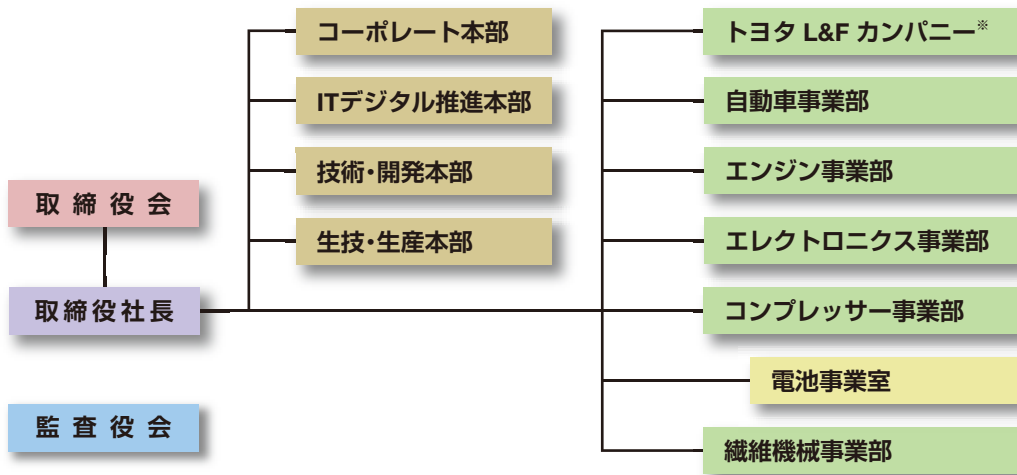 取締役会
取締役社長
監査役会
コーポレート本部
ITデジタル推進本部
技術・開発本部
生技・生産本部
トヨタ L&F カンパニー※
自動車事業部
エンジン事業部
エレクトロニクス事業部
コンプレッサー事業部
電池事業室
繊維機械事業部